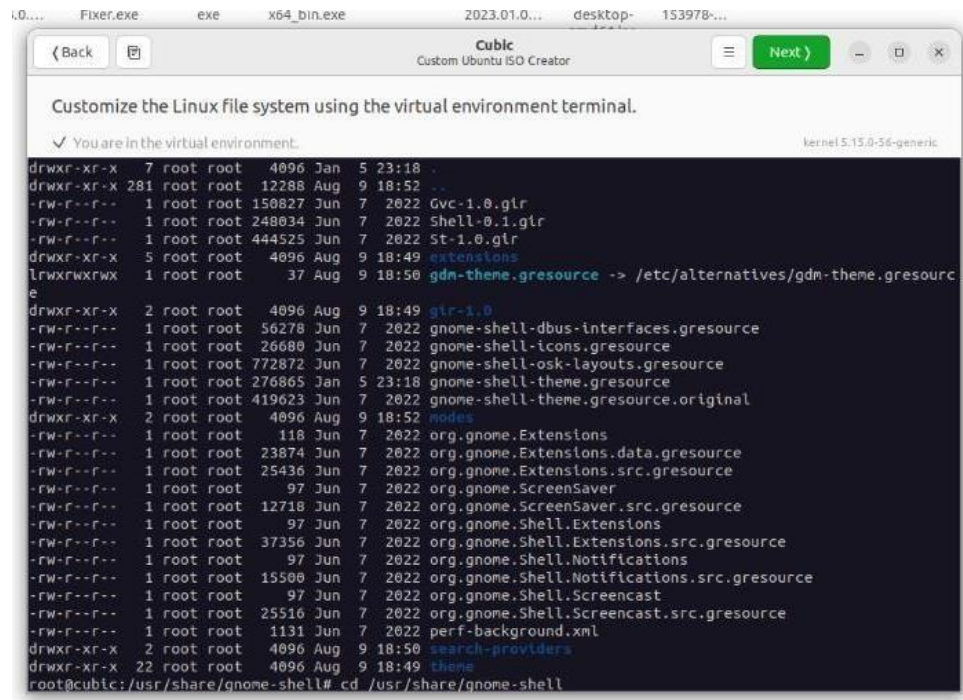 .0.... Fixer.exe exe x64_bin.exe 2023.01.0... desktop- 153978-...
Back Cubic Next
Custom Ubuntu ISO Creator
Customize the Linux file system using the virtual environment terminal.
You are in the virtual environment. kernel 5.15.0-56-generic
drwxr-xr-x 7 root root 4096 Jan 5 23:18 .
drwxr-xr-x 281 root root 12288 Aug 9 18:52 ..
-rw-r--r-- 1 root root 150827 Jun 7 2022 Gvc-1.0.gir
-rw-r--r-- 1 root root 248034 Jun 7 2022 Shell-0.1.gir
-rw-r--r-- 1 root root 444525 Jun 7 2022 St-1.0.gir
drwxr-xr-x 5 root root 4096 Aug 9 18:49 extensions
lrwxrwxrwx 1 root root 37 Aug 9 18:50 gdm-theme.gresource -> /etc/alternatives/gdm-theme.gresourc
e
drwxr-xr-x 2 root root 4096 Aug 9 18:49 gir-1.0
-rw-r--r-- 1 root root 56278 Jun 7 2022 gnome-shell-dbus-interfaces.gresource
-rw-r--r-- 1 root root 26680 Jun 7 2022 gnome-shell-icons.gresource
-rw-r--r-- 1 root root 772872 Jun 7 2022 gnome-shell-osk-layouts.gresource
-rw-r--r-- 1 root root 276865 Jan 5 23:18 gnome-shell-theme.gresource
-rw-r--r-- 1 root root 419623 Jun 7 2022 gnome-shell-theme.gresource.original
drwxr-xr-x 2 root root 4096 Aug 9 18:52 modes
-rw-r--r-- 1 root root 118 Jun 7 2022 org.gnome.Extensions
-rw-r--r-- 1 root root 23874 Jun 7 2022 org.gnome.Extensions.data.gresource
-rw-r--r-- 1 root root 25436 Jun 7 2022 org.gnome.Extensions.src.gresource
-rw-r--r-- 1 root root 97 Jun 7 2022 org.gnome.ScreenSaver
-rw-r--r-- 1 root root 12718 Jun 7 2022 org.gnome.ScreenSaver.src.gresource
-rw-r--r-- 1 root root 97 Jun 7 2022 org.gnome.Shell.Extensions
-rw-r--r-- 1 root root 37356 Jun 7 2022 org.gnome.Shell.Extensions.src.gresource
-rw-r--r-- 1 root root 97 Jun 7 2022 org.gnome.Shell.Notifications
-rw-r--r-- 1 root root 15500 Jun 7 2022 org.gnome.Shell.Notifications.src.gresource
-rw-r--r-- 1 root root 97 Jun 7 2022 org.gnome.Shell.Screencast
-rw-r--r-- 1 root root 25516 Jun 7 2022 org.gnome.Shell.Screencast.src.gresource
-rw-r--r-- 1 root root 1131 Jun 7 2022 perf-background.xml
drwxr-xr-x 2 root root 4096 Aug 9 18:50 search-providers
drwxr-xr-x 22 root root 4096 Aug 9 18:49 theme
root@cubic:/usr/share/gnome-shell# cd /usr/share/gnome-shell